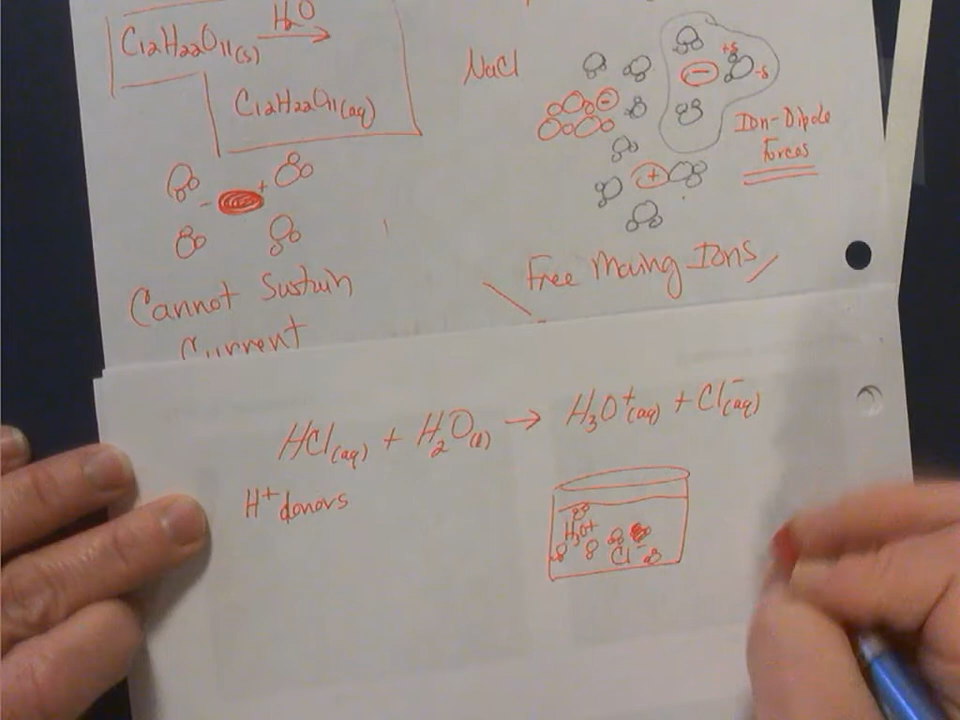 C12H22O11(s) H2O →
C12H22O11(aq)
- +
Cannot Sustain
Current
NaCl
+δ
-
-δ
-
Ion-Dipole
Forces
+
Free Moving Ions
HCl(aq) + H2O(l) → H3O+(aq) + Cl-(aq)
H+ donors
H3O+
Cl-